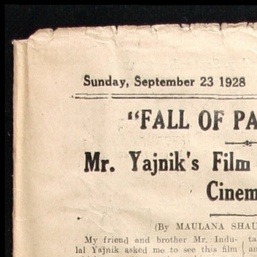 Sunday, September 23 1928
"FALL OF PA
Mr. Yajnik's Film
Cinem
(By MAULANA SHAU
My friend and brother Mr. Indu-
lal Yajnik asked me to see this film